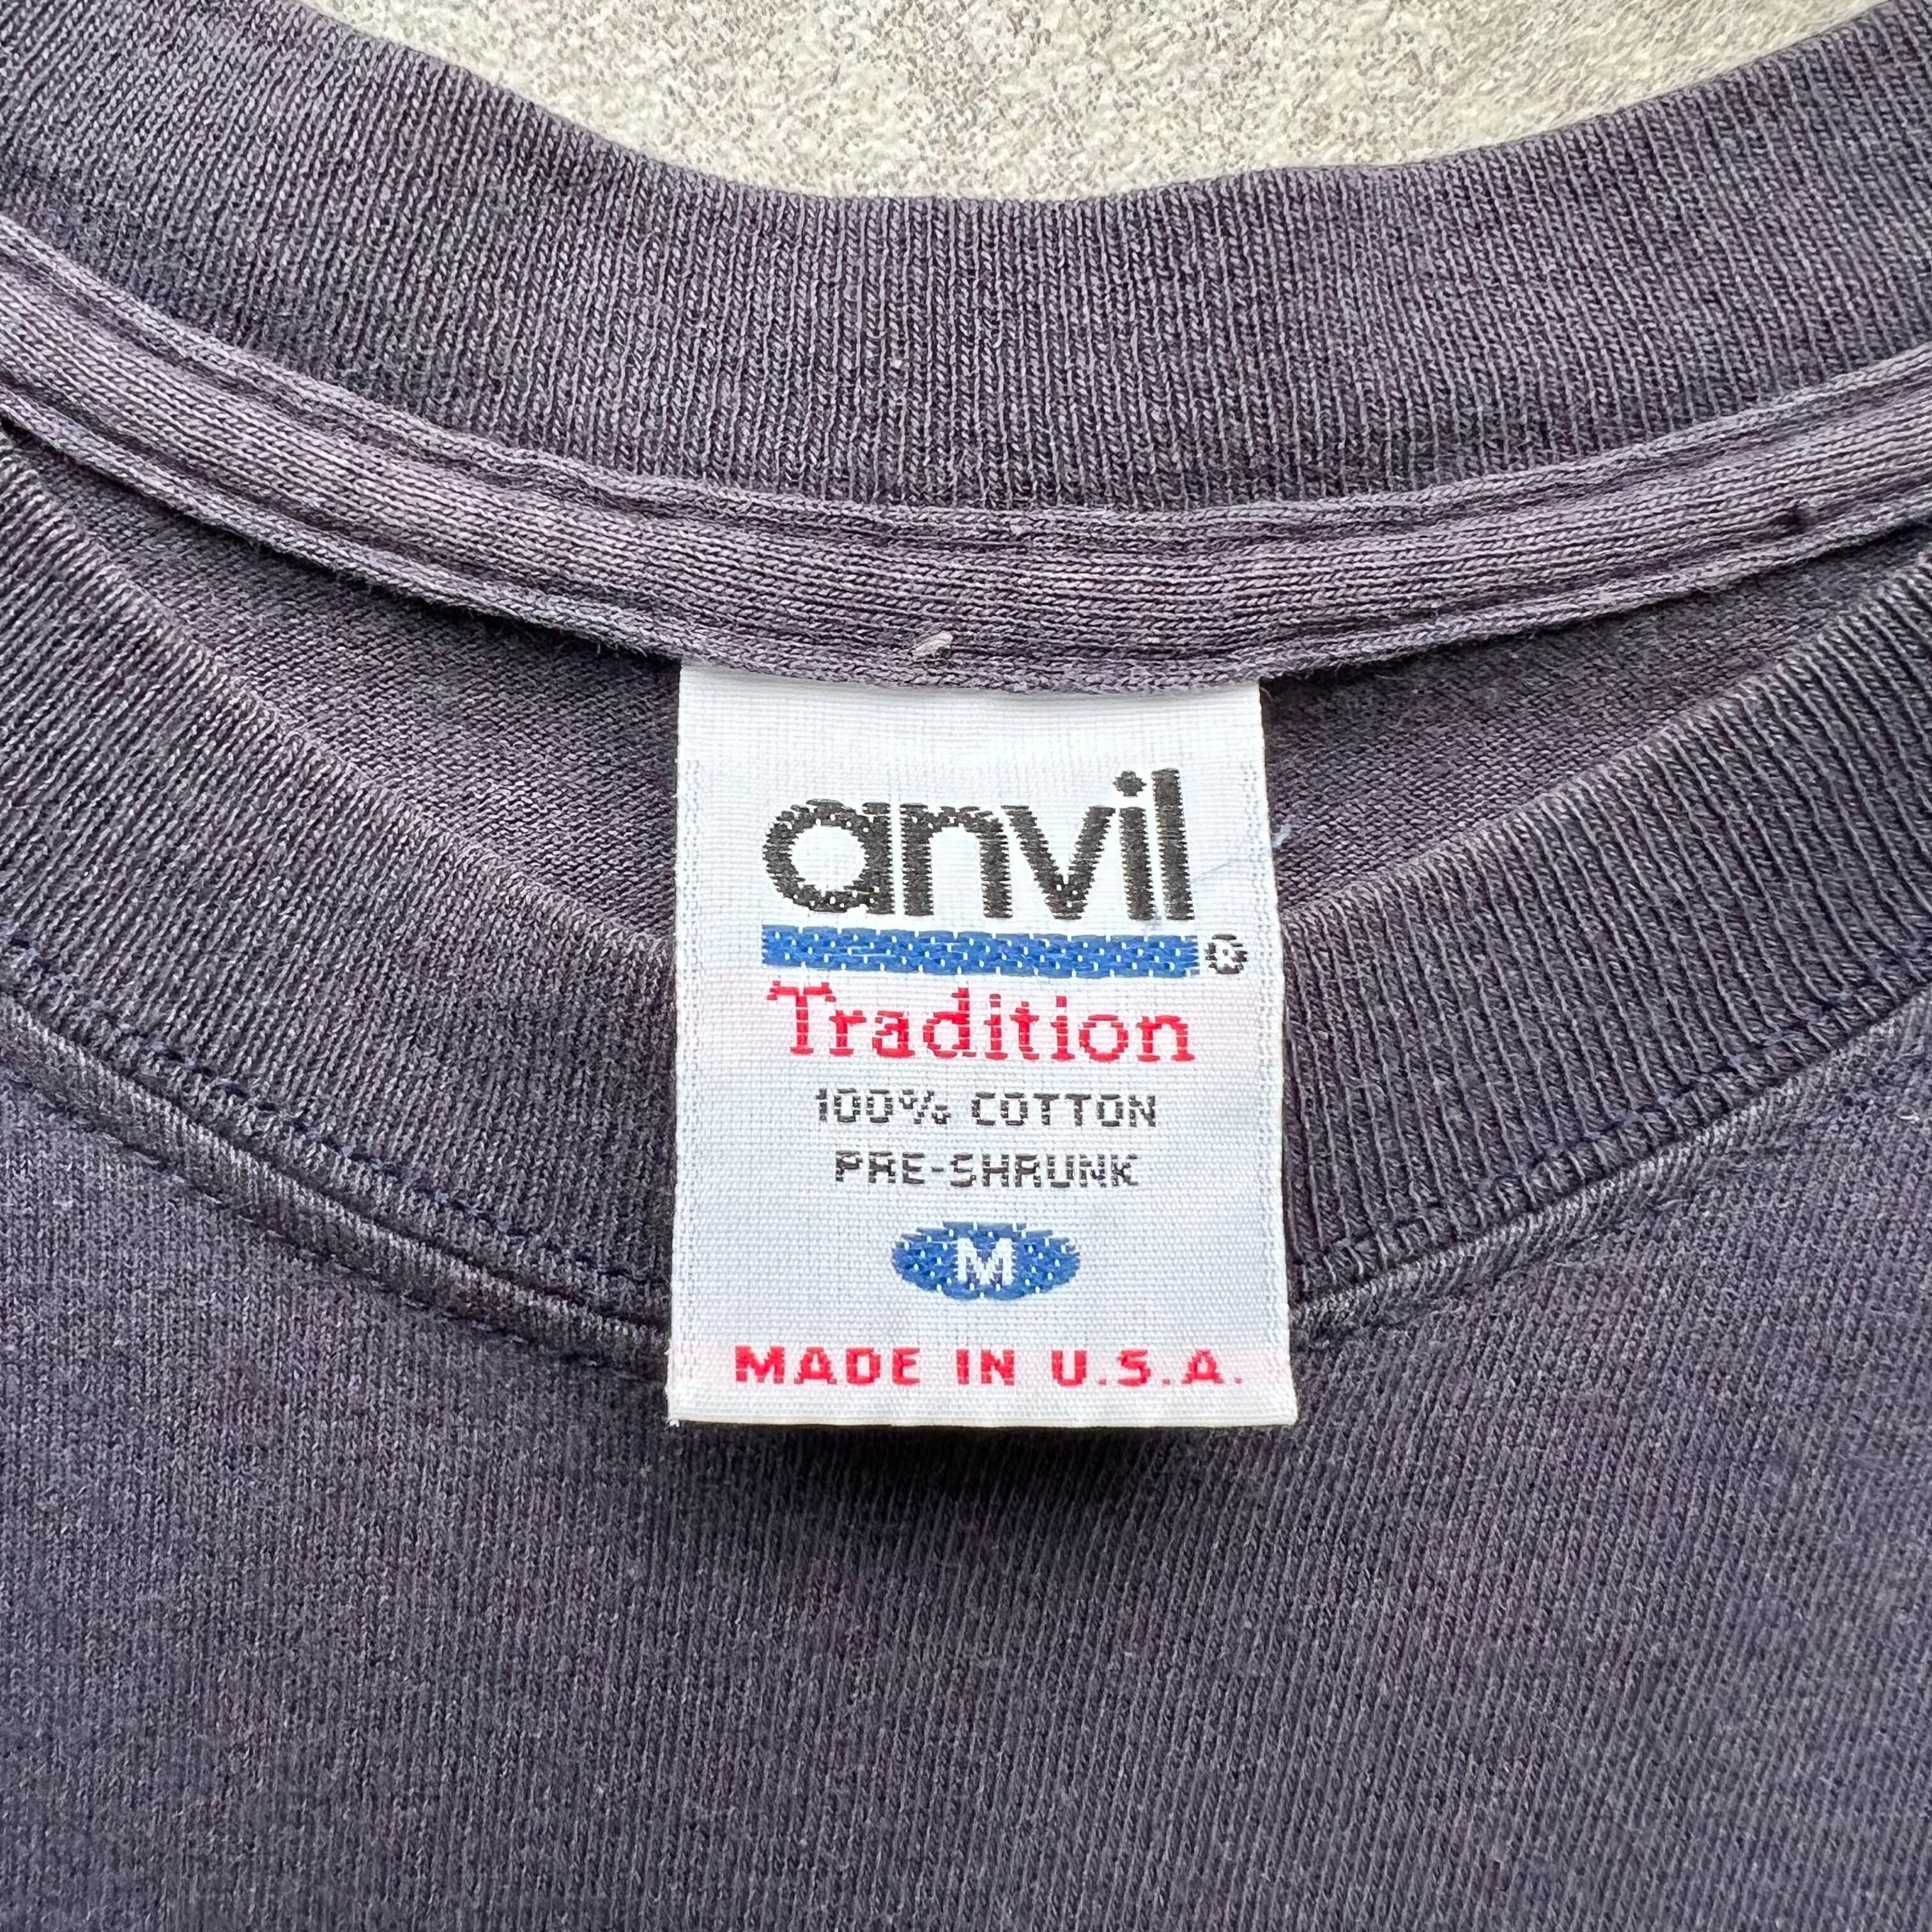 anvil®
Tradition
100% COTTON
PRE-SHRUNK
M
MADE IN U.S.A.